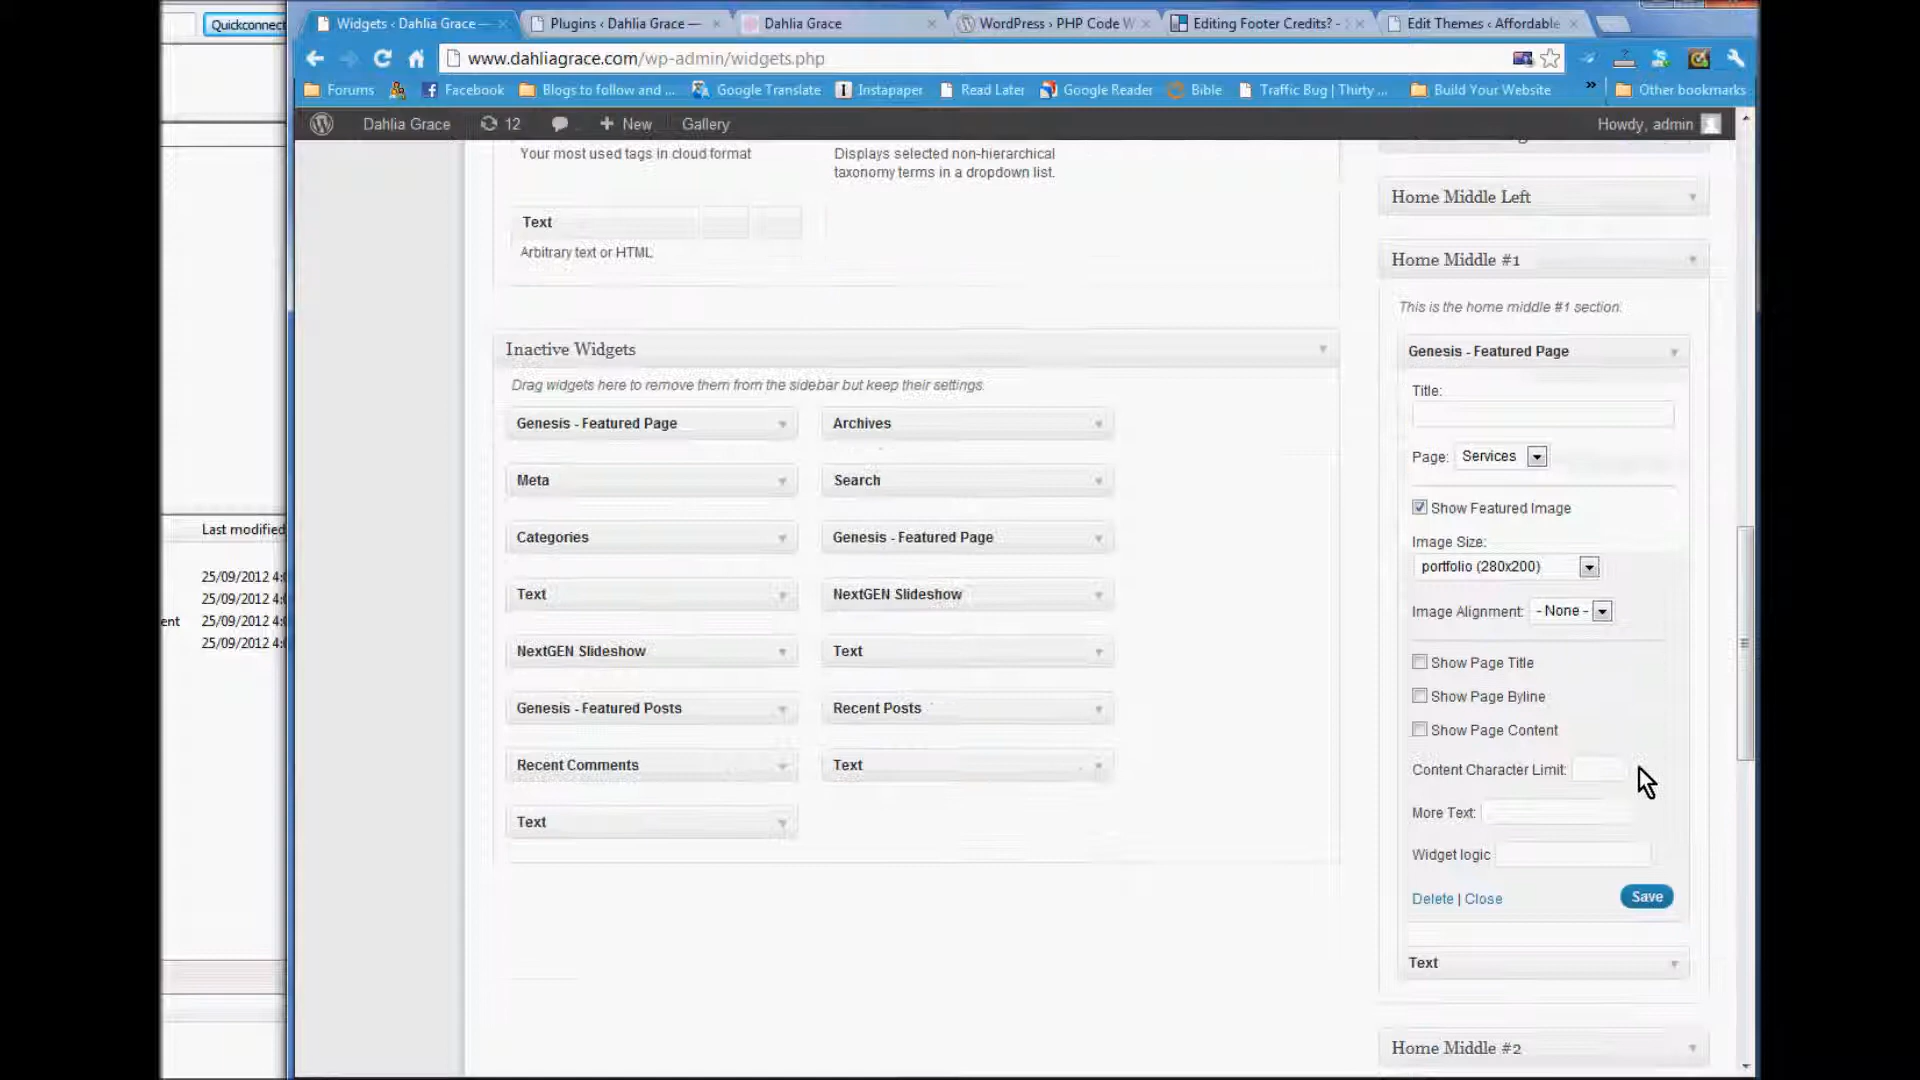 Quickconnect
Widgets ‹ Dahlia Grace —
Plugins ‹ Dahlia Grace —
Dahlia Grace
WordPress › PHP Code W
Editing Footer Credits? -
Edit Themes ‹ Affordable
www.dahliagrace.com/wp-admin/widgets.php
Forums
Facebook
Blogs to follow and ...
Google Translate
Instapaper
Read Later
Google Reader
Bible
Traffic Bug | Thirty ...
Build Your Website
»
Other bookmarks
Dahlia Grace
12
+ New
Gallery
Howdy, admin
Your most used tags in cloud format
Displays selected non-hierarchical
taxonomy terms in a dropdown list.
Text
Arbitrary text or HTML
Inactive Widgets
Drag widgets here to remove them from the sidebar but keep their settings.
Genesis - Featured Page
Archives
Meta
Search
Categories
Genesis - Featured Page
Text
NextGEN Slideshow
NextGEN Slideshow
Text
Genesis - Featured Posts
Recent Posts
Recent Comments
Text
Text
Home Middle Left
Home Middle #1
This is the home middle #1 section.
Genesis - Featured Page
Title:
Page: Services
Show Featured Image
Image Size:
portfolio (280x200)
Image Alignment: - None -
Show Page Title
Show Page Byline
Show Page Content
Content Character Limit:
More Text:
Widget logic
Delete | Close
Save
Text
Home Middle #2
Last modified
25/09/2012 4:
25/09/2012 4:
ent 25/09/2012 4:
25/09/2012 4: